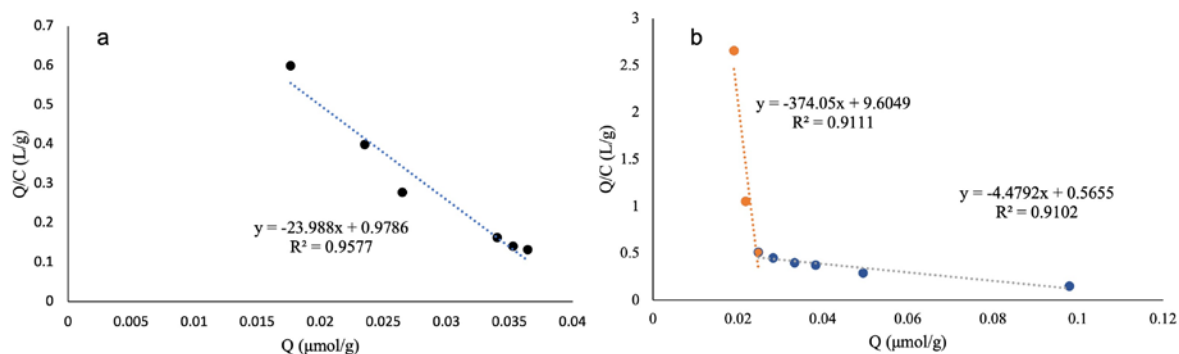 a
0.7
0.6
0.5
0.4
0.3
0.2
0.1
0
Q/C (L/g)
y = -23.988x + 0.9786
R² = 0.9577
0 0.005 0.01 0.015 0.02 0.025 0.03 0.035 0.04
Q (µmol/g)
b
3
2.5
2
1.5
1
0.5
0
Q/C (L/g)
y = -374.05x + 9.6049
R² = 0.9111
y = -4.4792x + 0.5655
R² = 0.9102
0 0.02 0.04 0.06 0.08 0.1 0.12
Q (µmol/g)